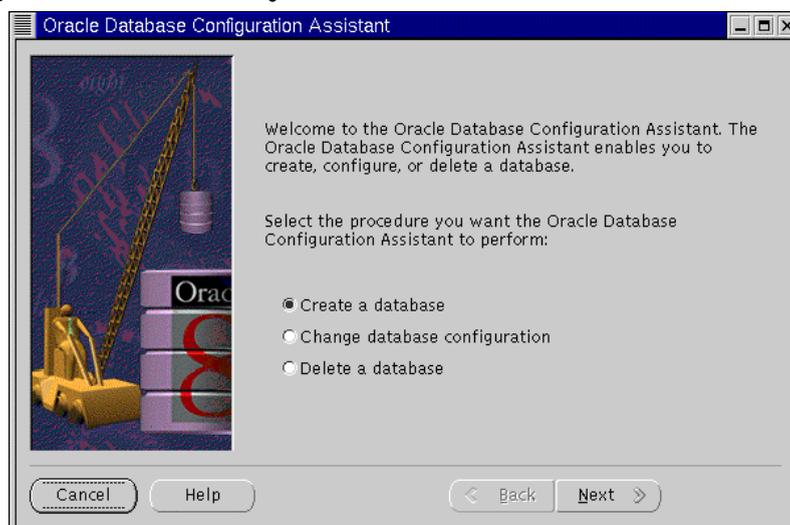 Oracle Database Configuration Assistant
Welcome to the Oracle Database Configuration Assistant. The
Oracle Database Configuration Assistant enables you to
create, configure, or delete a database.
Select the procedure you want the Oracle Database
Configuration Assistant to perform:
Orac
8
Create a database
Change database configuration
Delete a database
Cancel
Help
Back
Next